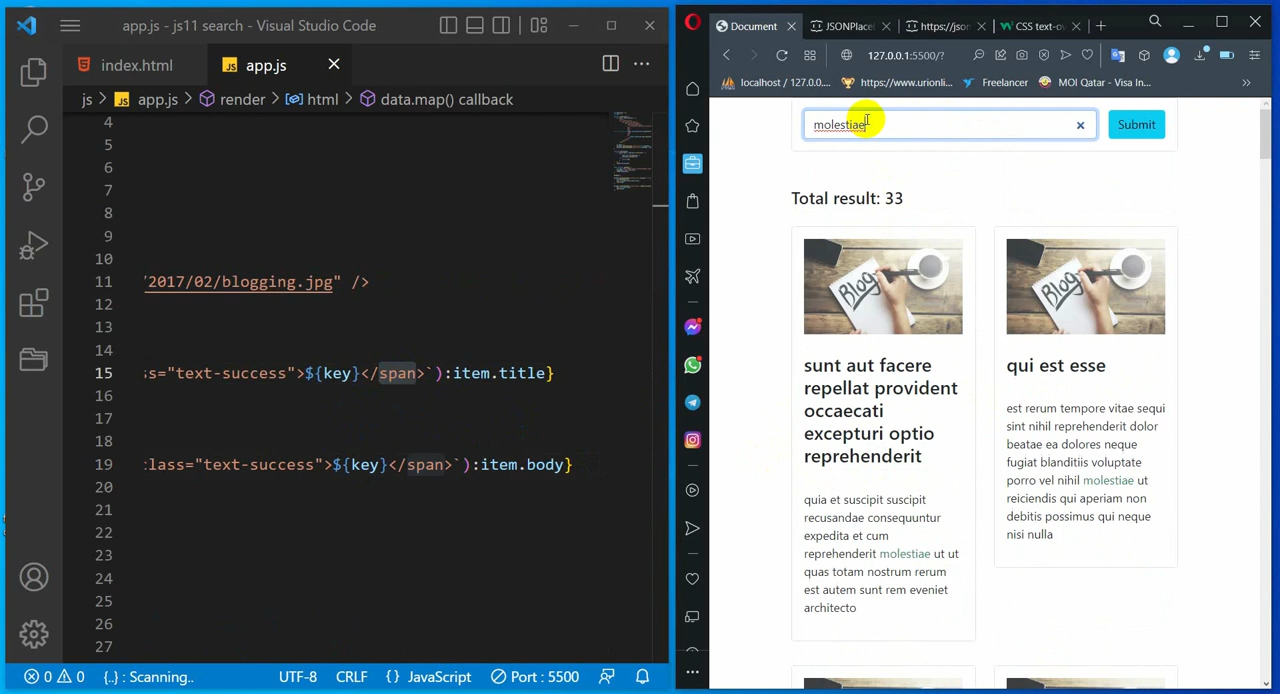 app.js - js11 search - Visual Studio Code
index.html
JS app.js
js > JS app.js > render > html > data.map() callback
4
5
6
7
8
9
10
11 "2017/02/blogging.jpg" />
12
13
14
15 s="text-success">${key}</span>`):item.title}
16
17
18
19 :lass="text-success">${key}</span>`):item.body}
20
21
22
23
24
25
26
27
0 0 {..} : Scanning.. UTF-8 CRLF {} JavaScript Port : 5500
Document
JSONPlacel
https://jsor
CSS text-ov
127.0.0.1:5500/?
localhost / 127.0.0....
https://www.urionli...
Freelancer
MOI Qatar - Visa In...
molestiae
Submit
Total result: 33
Blog
sunt aut facere
repellat provident
occaecati
excepturi optio
reprehenderit
quia et suscipit suscipit
recusandae consequuntur
expedita et cum
reprehenderit molestiae ut ut
quas totam nostrum rerum
est autem sunt rem eveniet
architecto
Blog
qui est esse
est rerum tempore vitae sequi
sint nihil reprehenderit dolor
beatae ea dolores neque
fugiat blanditiis voluptate
porro vel nihil molestiae ut
reiciendis qui aperiam non
debitis possimus qui neque
nisi nulla